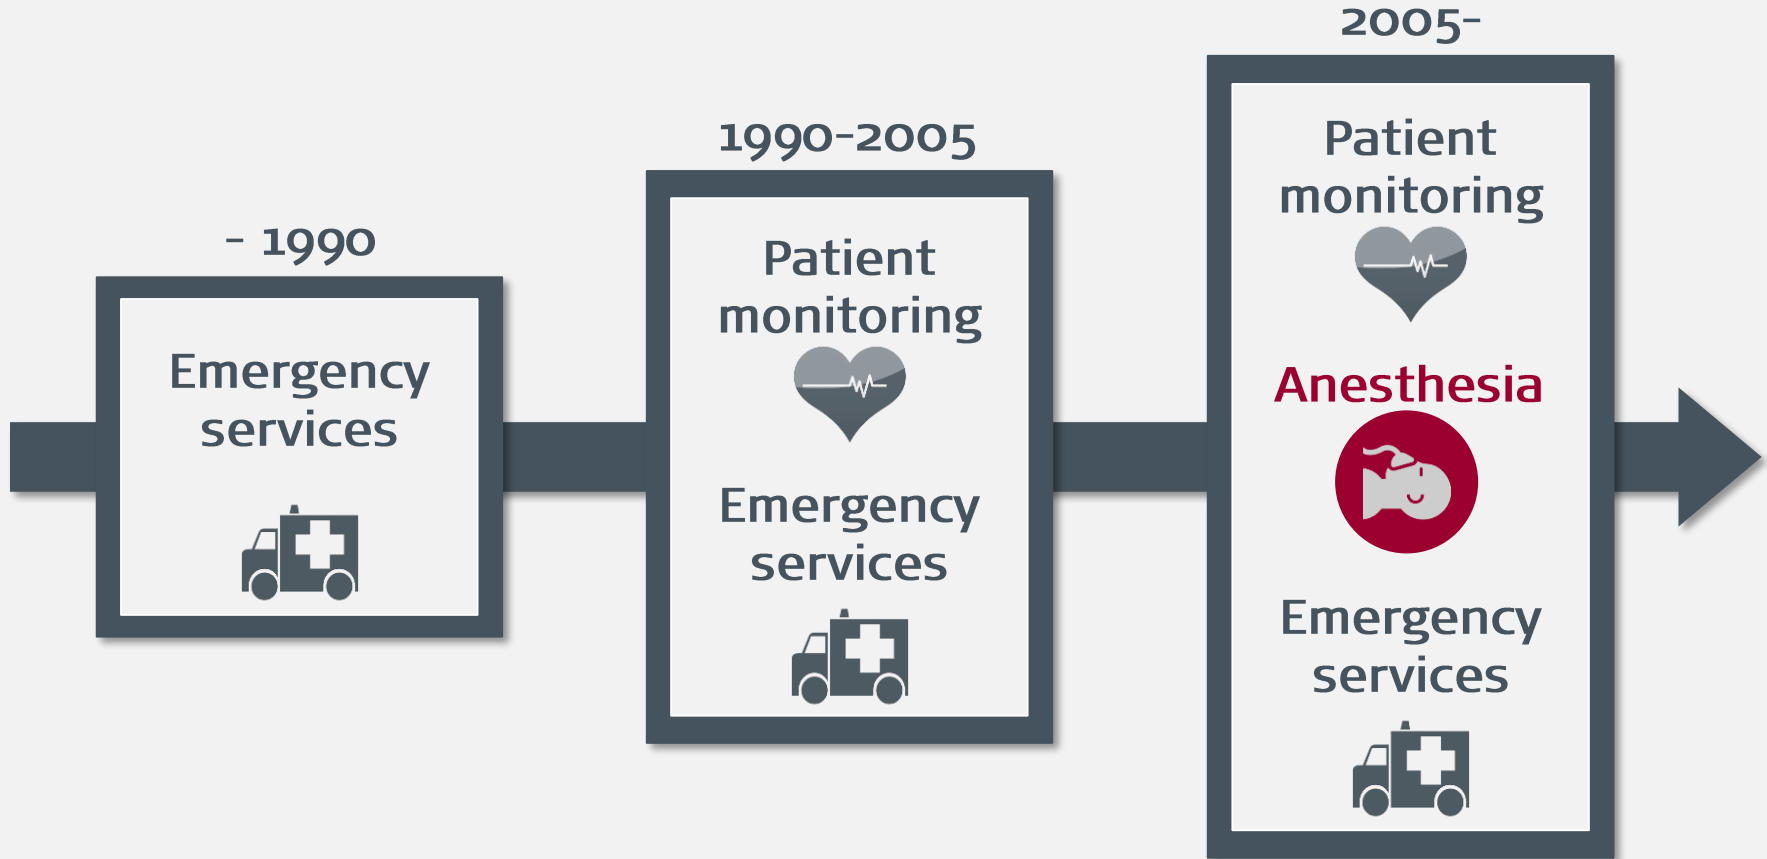 - 1990
Emergency
services
1990-2005
Patient
monitoring
Emergency
services
2005-
Patient
monitoring
Anesthesia
Emergency
services